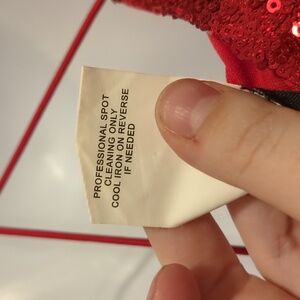 PROFESSIONAL SPOT
CLEANING ONLY
COOL IRON ON REVERSE
IF NEEDED